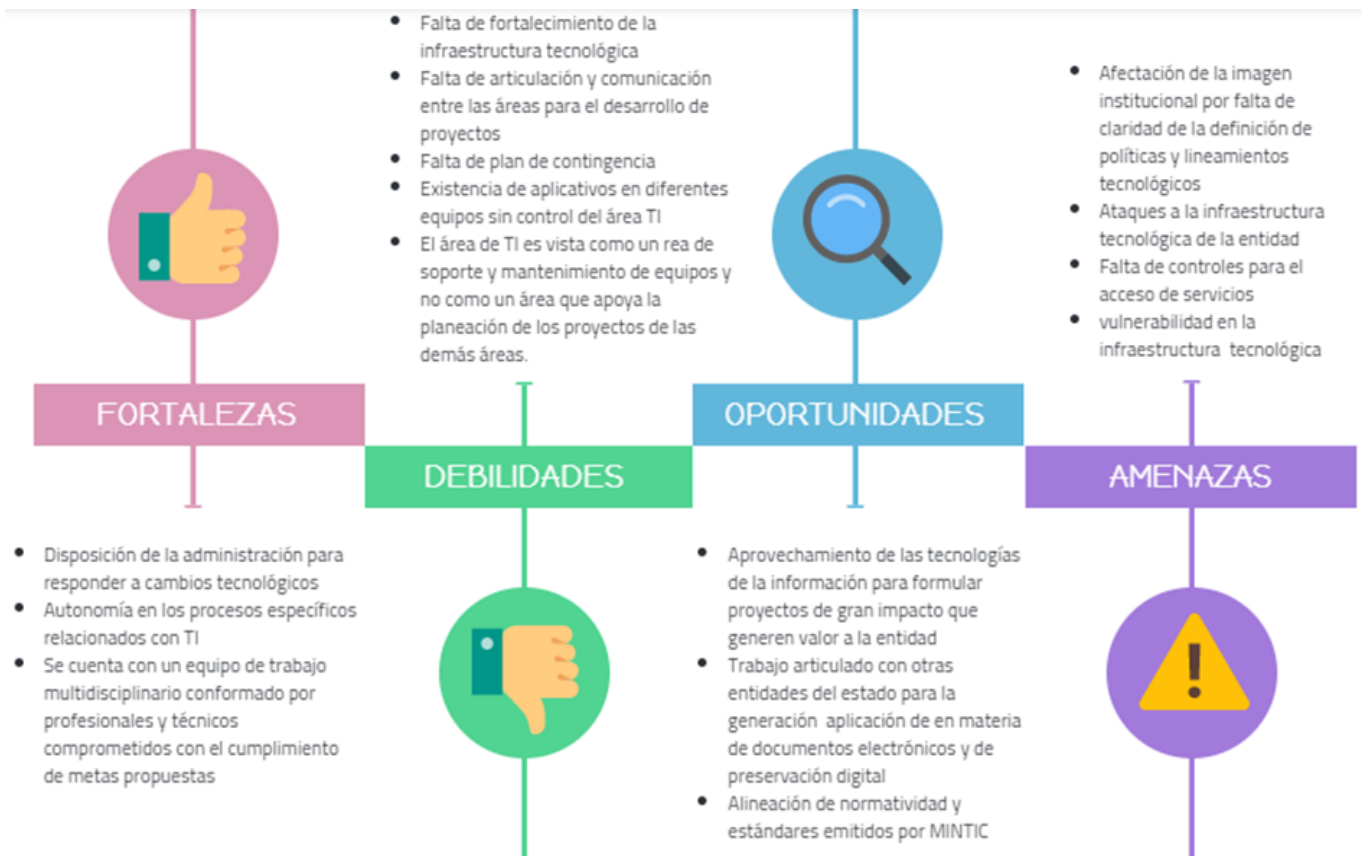 FORTALEZAS
• Disposición de la administración para
responder a cambios tecnológicos
• Autonomía en los procesos específicos
relacionados con TI
• Se cuenta con un equipo de trabajo
multidisciplinario conformado por
profesionales y técnicos
comprometidos con el cumplimiento
de metas propuestas
• Falta de fortalecimiento de la
infraestructura tecnológica
• Falta de articulación y comunicación
entre las áreas para el desarrollo de
proyectos
• Falta de plan de contingencia
• Existencia de aplicativos en diferentes
equipos sin control del área TI
• El área de TI es vista como un rea de
soporte y mantenimiento de equipos y
no como un área que apoya la
planeación de los proyectos de las
demás áreas.
DEBILIDADES
OPORTUNIDADES
• Aprovechamiento de las tecnologías
de la información para formular
proyectos de gran impacto que
generen valor a la entidad
• Trabajo articulado con otras
entidades del estado para la
generación aplicación de en materia
de documentos electrónicos y de
preservación digital
• Alineación de normatividad y
estándares emitidos por MINTIC
• Afectación de la imagen
institucional por falta de
claridad de la definición de
políticas y lineamientos
tecnológicos
• Ataques a la infraestructura
tecnológica de la entidad
• Falta de controles para el
acceso de servicios
• vulnerabilidad en la
infraestructura tecnológica
AMENAZAS